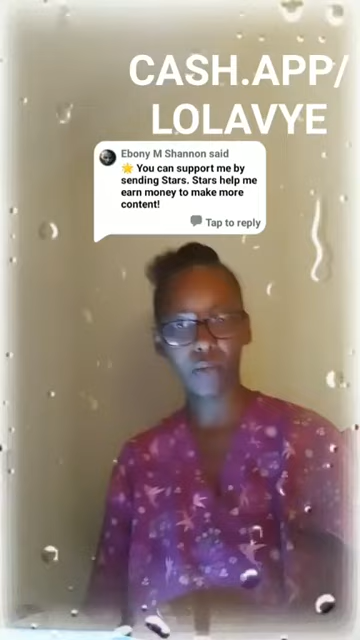 CASH.APP/
LOLAVYE
Ebony M Shannon said
⭐ You can support me by
sending Stars. Stars help me
earn money to make more
content!
Tap to reply